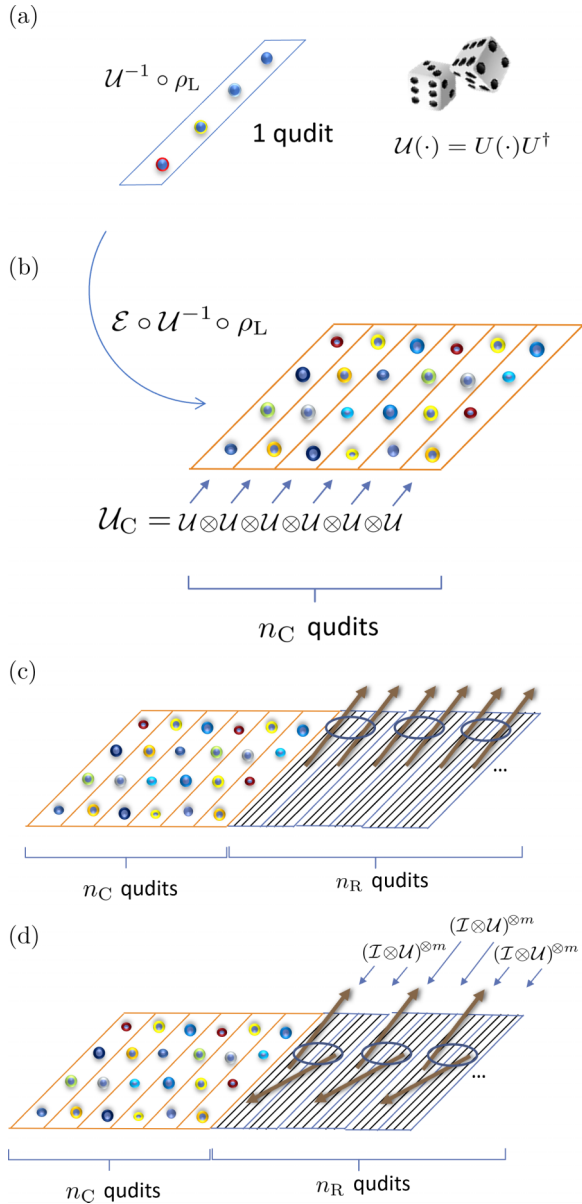 (a)
𝒰⁻¹ ∘ ρ_L
1 qudit
𝒰(·) = U(·)U†
(b)
ℰ ∘ 𝒰⁻¹ ∘ ρ_L
𝒰_C = 𝒰⊗𝒰⊗𝒰⊗𝒰⊗𝒰⊗𝒰
n_C qudits
(c)
...
n_C qudits
n_R qudits
(d)
(ℐ⊗𝒰)^⊗m
(ℐ⊗𝒰)^⊗m
(ℐ⊗𝒰)^⊗m
...
n_C qudits
n_R qudits